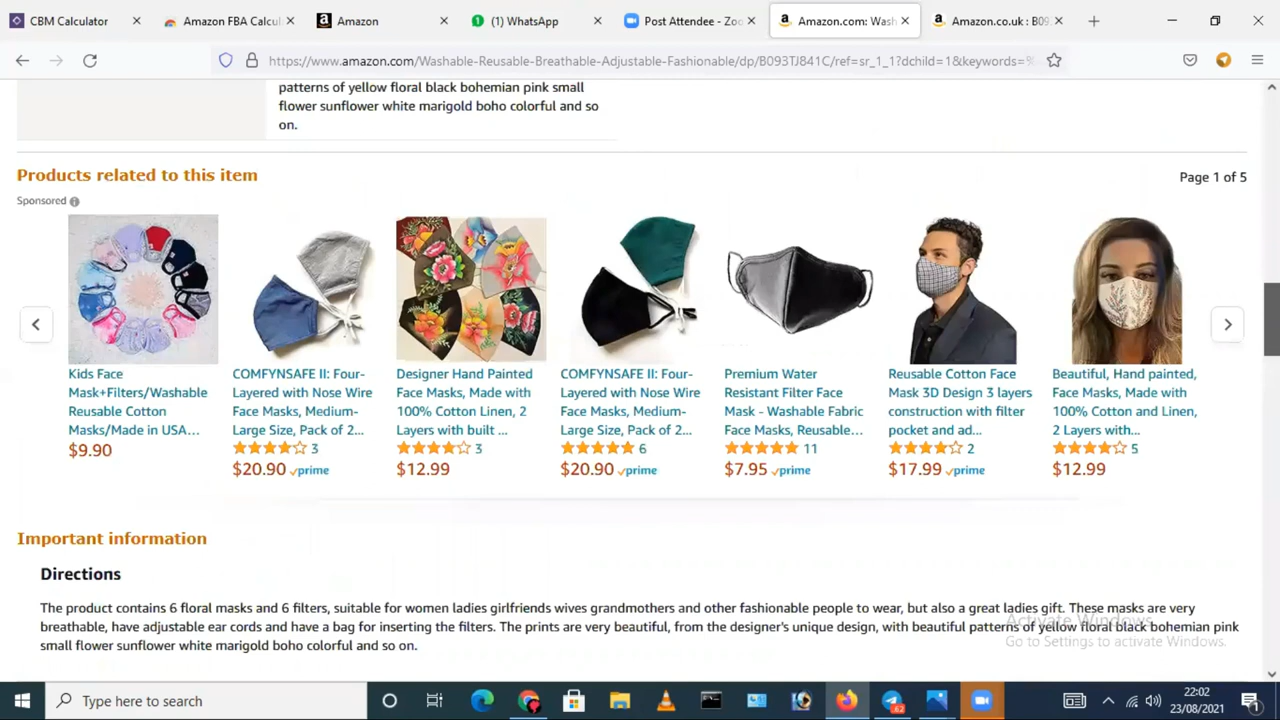 CBM Calculator
Amazon FBA Calcul
Amazon
(1) WhatsApp
Post Attendee - Zoo
Amazon.com: Wash
Amazon.co.uk : B09
https://www.amazon.com/Washable-Reusable-Breathable-Adjustable-Fashionable/dp/B093TJ841C/ref=sr_1_1?dchild=1&keywords=%
patterns of yellow floral black bohemian pink small
flower sunflower white marigold boho colorful and so
on.
Products related to this item
Page 1 of 5
Sponsored
Kids Face
Mask+Filters/Washable
Reusable Cotton
Masks/Made in USA...
$9.90
COMFYNSAFE II: Four-
Layered with Nose Wire
Face Masks, Medium-
Large Size, Pack of 2...
3
$20.90 prime
Designer Hand Painted
Face Masks, Made with
100% Cotton Linen, 2
Layers with built ...
3
$12.99
COMFYNSAFE II: Four-
Layered with Nose Wire
Face Masks, Medium-
Large Size, Pack of 2...
6
$20.90 prime
Premium Water
Resistant Filter Face
Mask - Washable Fabric
Face Masks, Reusable...
11
$7.95 prime
Reusable Cotton Face
Mask 3D Design 3 layers
construction with filter
pocket and ad...
2
$17.99 prime
Beautiful, Hand painted,
Face Masks, Made with
100% Cotton and Linen,
2 Layers with...
5
$12.99
Important information
Directions
The product contains 6 floral masks and 6 filters, suitable for women ladies girlfriends wives grandmothers and other fashionable people to wear, but also a great ladies gift. These masks are very
breathable, have adjustable ear cords and have a bag for inserting the filters. The prints are very beautiful, from the designer's unique design, with beautiful patterns of yellow floral black bohemian pink
small flower sunflower white marigold boho colorful and so on.
Activate Windows
Go to Settings to activate Windows.
Type here to search
62
22:02
23/08/2021
1